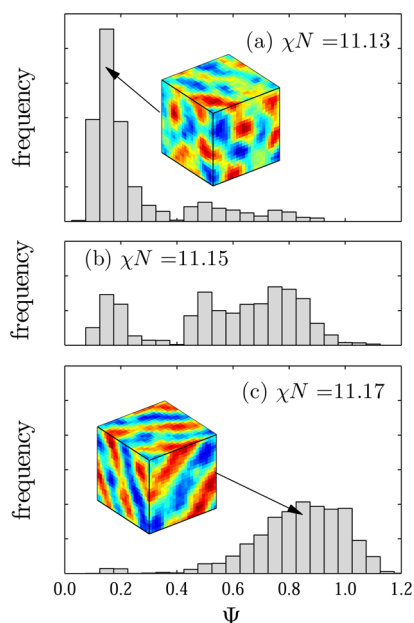 (a) χN =11.13
frequency
(b) χN =11.15
frequency
(c) χN =11.17
frequency
0.0 0.2 0.4 0.6 0.8 1.0 1.2
Ψ